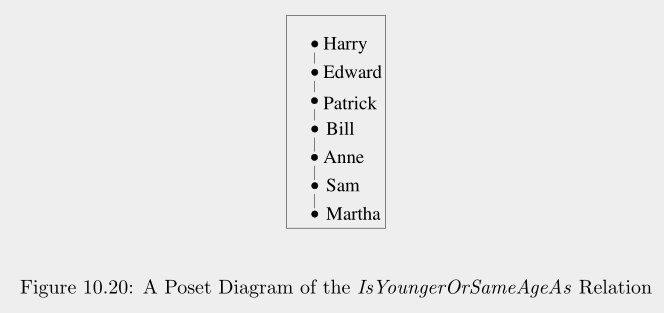 Harry
Edward
Patrick
Bill
Anne
Sam
Martha
Figure 10.20: A Poset Diagram of the IsYoungerOrSameAgeAs Relation